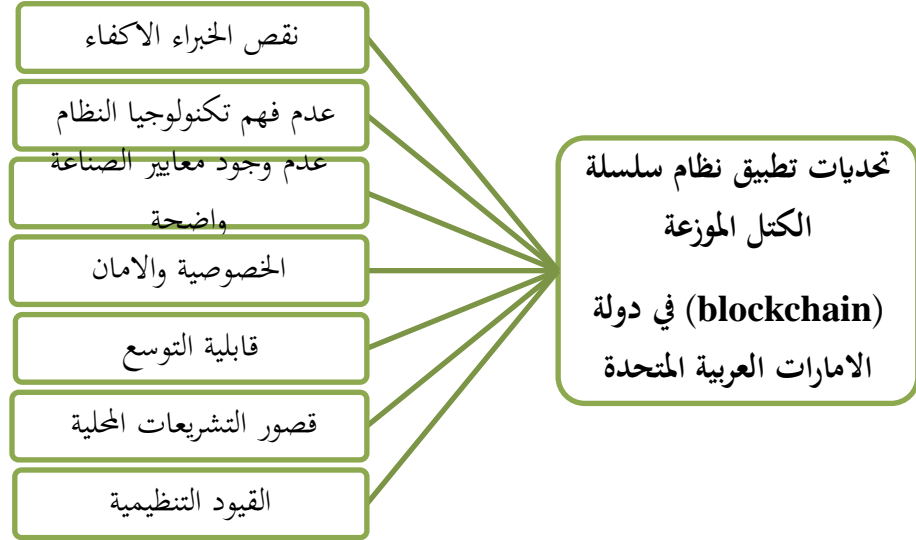 تحديات تطبيق نظام سلسلة
الكتل الموزعة
(blockchain) في دولة
الامارات العربية المتحدة
نقص الخبراء الاكفاء
عدم فهم تكنولوجيا النظام
عدم وجود معايير الصناعة
واضحة
الخصوصية والامان
قابلية التوسع
قصور التشريعات المحلية
القيود التنظيمية